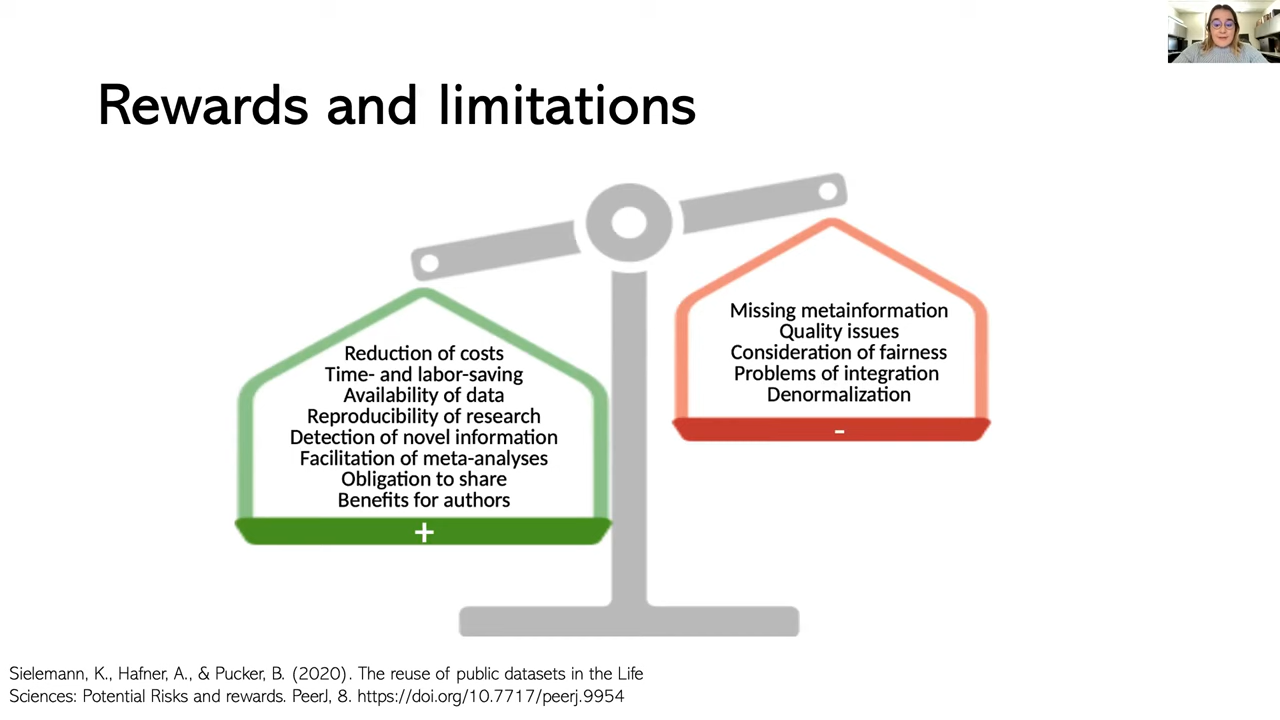 Rewards and limitations
Reduction of costs
Time- and labor-saving
Availability of data
Reproducibility of research
Detection of novel information
Facilitation of meta-analyses
Obligation to share
Benefits for authors
+
Missing metainformation
Quality issues
Consideration of fairness
Problems of integration
Denormalization
-
Sielemann, K., Hafner, A., & Pucker, B. (2020). The reuse of public datasets in the Life
Sciences: Potential Risks and rewards. PeerJ, 8. https://doi.org/10.7717/peerj.9954